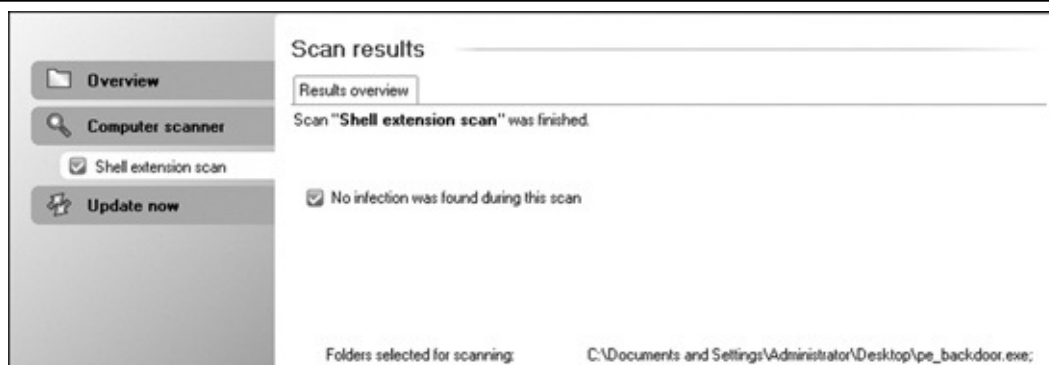 Scan results
Overview
Results overview
Computer scanner
Scan "Shell extension scan" was finished.
Shell extension scan
Update now
No infection was found during this scan
Folders selected for scanning: C:\Documents and Settings\Administrator\Desktop\pe_backdoor.exe;